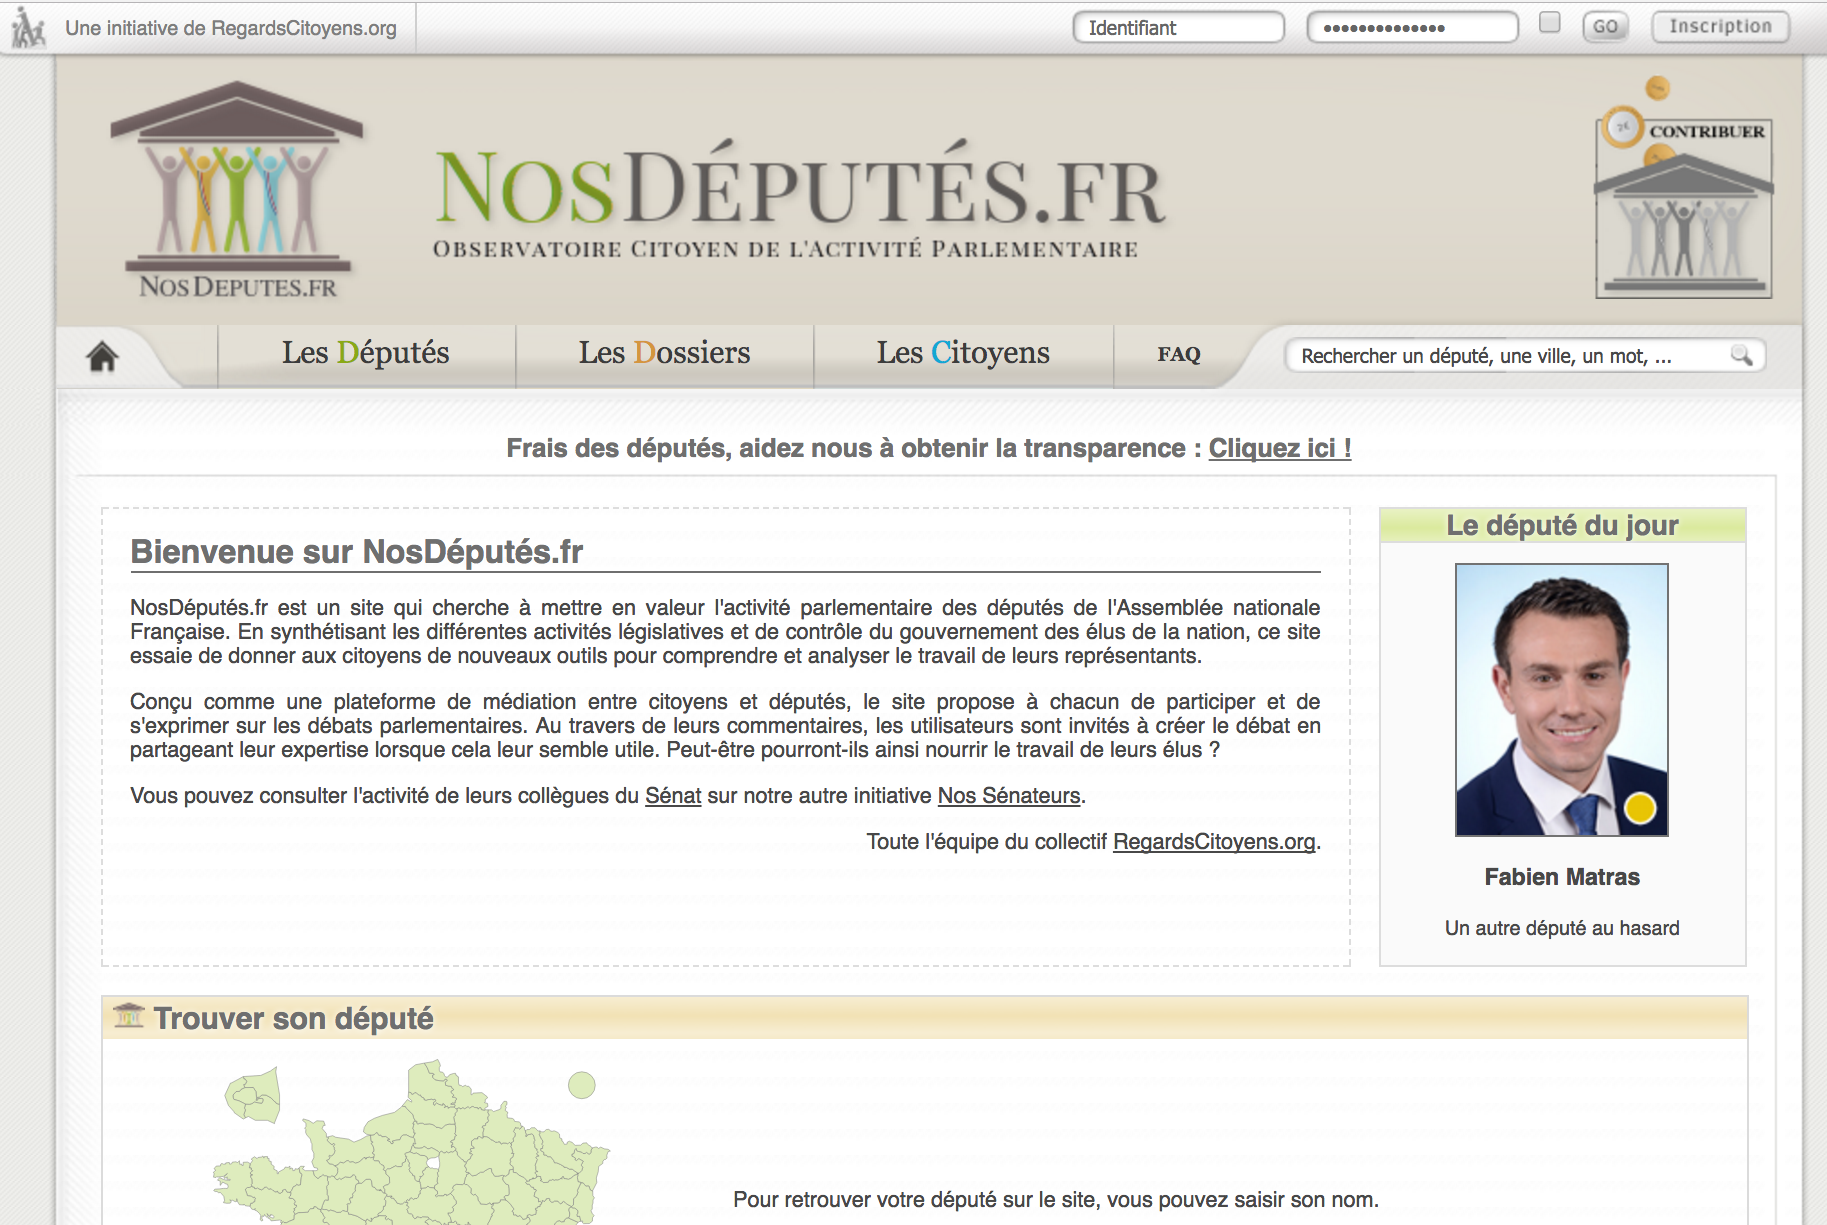 Une initiative de RegardsCitoyens.org
Identifiant
••••••••••••••
GO
Inscription
NosDéputés.fr
Observatoire Citoyen de l'Activité Parlementaire
NosDeputes.fr
2€
CONTRIBUER
Les Députés
Les Dossiers
Les Citoyens
FAQ
Rechercher un député, une ville, un mot, ...
Frais des députés, aidez nous à obtenir la transparence : Cliquez ici !
Bienvenue sur NosDéputés.fr
NosDéputés.fr est un site qui cherche à mettre en valeur l'activité parlementaire des députés de l'Assemblée nationale
Française. En synthétisant les différentes activités législatives et de contrôle du gouvernement des élus de la nation, ce site
essaie de donner aux citoyens de nouveaux outils pour comprendre et analyser le travail de leurs représentants.
Conçu comme une plateforme de médiation entre citoyens et députés, le site propose à chacun de participer et de
s'exprimer sur les débats parlementaires. Au travers de leurs commentaires, les utilisateurs sont invités à créer le débat en
partageant leur expertise lorsque cela leur semble utile. Peut-être pourront-ils ainsi nourrir le travail de leurs élus ?
Vous pouvez consulter l'activité de leurs collègues du Sénat sur notre autre initiative Nos Sénateurs.
Toute l'équipe du collectif RegardsCitoyens.org.
Le député du jour
Fabien Matras
Un autre député au hasard
Trouver son député
Pour retrouver votre député sur le site, vous pouvez saisir son nom.